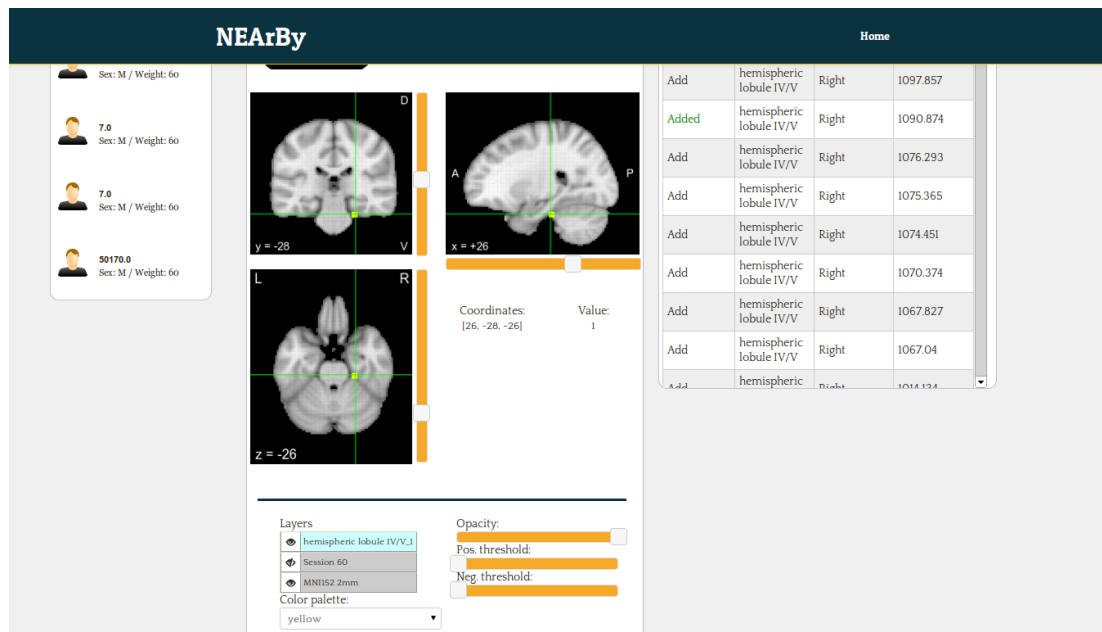 NEArBy
Home
Sex: M / Weight: 60
7.0
Sex: M / Weight: 60
7.0
Sex: M / Weight: 60
50170.0
Sex: M / Weight: 60
D
y = -28
V
A
P
x = +26
L
R
z = -26
Coordinates:
Value:
[26, -28, -26]
1
Layers
hemispheric lobule IV/V_1
Session 60
MNI152 2mm
Color palette:
yellow
Opacity:
Pos. threshold:
Neg. threshold:
Add hemispheric lobule IV/V Right 1097.857
Added hemispheric lobule IV/V Right 1090.874
Add hemispheric lobule IV/V Right 1076.293
Add hemispheric lobule IV/V Right 1075.365
Add hemispheric lobule IV/V Right 1074.451
Add hemispheric lobule IV/V Right 1070.374
Add hemispheric lobule IV/V Right 1067.827
Add hemispheric lobule IV/V Right 1067.04
Add hemispheric Right 1014.134